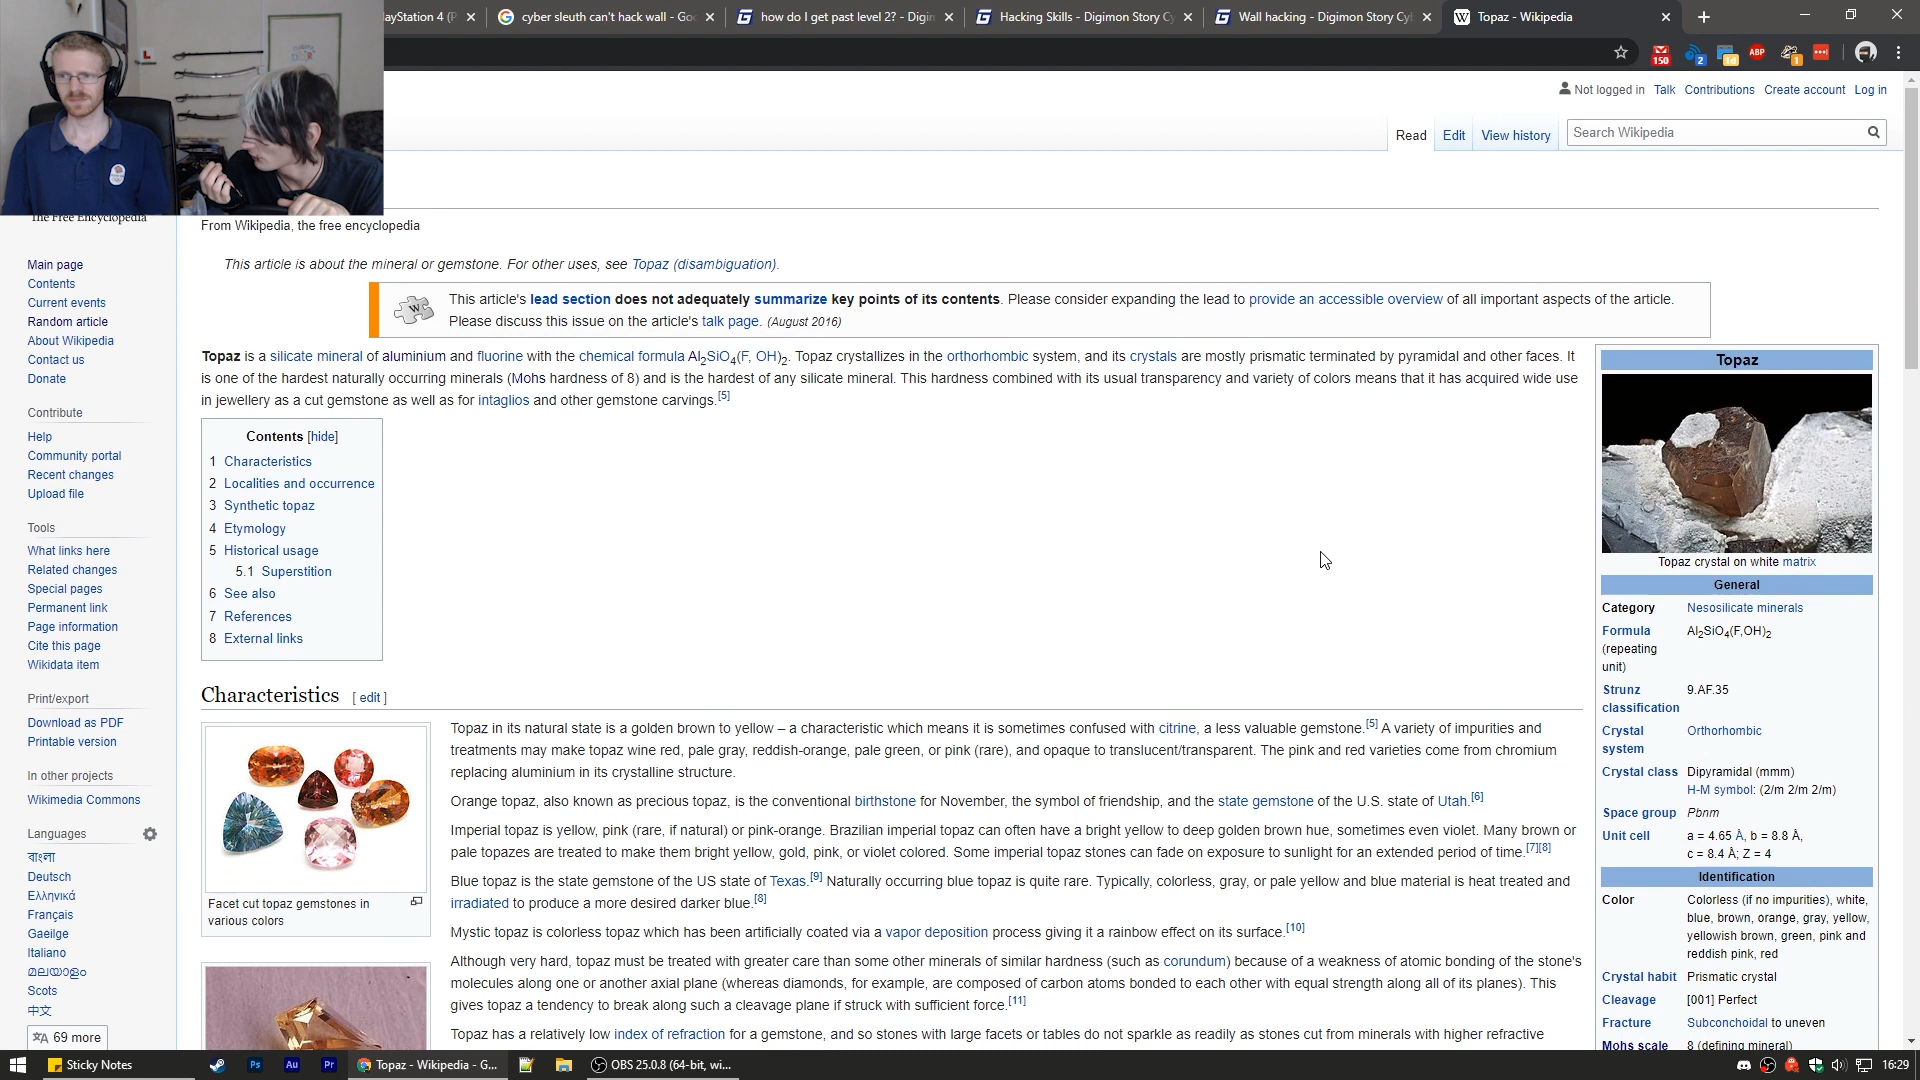 layStation 4 (P
cyber sleuth can't hack wall - Goo
how do I get past level 2? - Digim
Hacking Skills - Digimon Story Cy
Wall hacking - Digimon Story Cyl
Topaz - Wikipedia
150
2
1d
ABP
1
Not logged in Talk Contributions Create account Log in
Read Edit View history Search Wikipedia
The Free Encyclopedia
From Wikipedia, the free encyclopedia
This article is about the mineral or gemstone. For other uses, see Topaz (disambiguation).
This article's lead section does not adequately summarize key points of its contents. Please consider expanding the lead to provide an accessible overview of all important aspects of the article.
Please discuss this issue on the article's talk page. (August 2016)
Topaz is a silicate mineral of aluminium and fluorine with the chemical formula Al2SiO4(F, OH)2. Topaz crystallizes in the orthorhombic system, and its crystals are mostly prismatic terminated by pyramidal and other faces. It
is one of the hardest naturally occurring minerals (Mohs hardness of 8) and is the hardest of any silicate mineral. This hardness combined with its usual transparency and variety of colors means that it has acquired wide use
in jewellery as a cut gemstone as well as for intaglios and other gemstone carvings.[5]
Main page
Contents
Current events
Random article
About Wikipedia
Contact us
Donate
Contribute
Help
Community portal
Recent changes
Upload file
Tools
What links here
Related changes
Special pages
Permanent link
Page information
Cite this page
Wikidata item
Print/export
Download as PDF
Printable version
In other projects
Wikimedia Commons
Languages
বাংলা
Deutsch
Ελληνικά
Français
Gaeilge
Italiano
മലയാളം
Scots
中文
69 more
Contents [hide]
1 Characteristics
2 Localities and occurrence
3 Synthetic topaz
4 Etymology
5 Historical usage
5.1 Superstition
6 See also
7 References
8 External links
Characteristics [ edit ]
Facet cut topaz gemstones in
various colors
Topaz in its natural state is a golden brown to yellow – a characteristic which means it is sometimes confused with citrine, a less valuable gemstone.[5] A variety of impurities and
treatments may make topaz wine red, pale gray, reddish-orange, pale green, or pink (rare), and opaque to translucent/transparent. The pink and red varieties come from chromium
replacing aluminium in its crystalline structure.
Orange topaz, also known as precious topaz, is the conventional birthstone for November, the symbol of friendship, and the state gemstone of the U.S. state of Utah.[6]
Imperial topaz is yellow, pink (rare, if natural) or pink-orange. Brazilian imperial topaz can often have a bright yellow to deep golden brown hue, sometimes even violet. Many brown or
pale topazes are treated to make them bright yellow, gold, pink, or violet colored. Some imperial topaz stones can fade on exposure to sunlight for an extended period of time.[7][8]
Blue topaz is the state gemstone of the US state of Texas.[9] Naturally occurring blue topaz is quite rare. Typically, colorless, gray, or pale yellow and blue material is heat treated and
irradiated to produce a more desired darker blue.[8]
Mystic topaz is colorless topaz which has been artificially coated via a vapor deposition process giving it a rainbow effect on its surface.[10]
Although very hard, topaz must be treated with greater care than some other minerals of similar hardness (such as corundum) because of a weakness of atomic bonding of the stone's
molecules along one or another axial plane (whereas diamonds, for example, are composed of carbon atoms bonded to each other with equal strength along all of its planes). This
gives topaz a tendency to break along such a cleavage plane if struck with sufficient force.[11]
Topaz has a relatively low index of refraction for a gemstone, and so stones with large facets or tables do not sparkle as readily as stones cut from minerals with higher refractive
Topaz
Topaz crystal on white matrix
General
Category Nesosilicate minerals
Formula Al2SiO4(F,OH)2
(repeating
unit)
Strunz 9.AF.35
classification
Crystal Orthorhombic
system
Crystal class Dipyramidal (mmm)
H-M symbol: (2/m 2/m 2/m)
Space group Pbnm
Unit cell a = 4.65 Å, b = 8.8 Å,
c = 8.4 Å; Z = 4
Identification
Color Colorless (if no impurities), white,
blue, brown, orange, gray, yellow,
yellowish brown, green, pink and
reddish pink, red
Crystal habit Prismatic crystal
Cleavage [001] Perfect
Fracture Subconchoidal to uneven
Mohs scale 8 (defining mineral)
Sticky Notes
Ps
Au
Pr
Topaz - Wikipedia - G...
OBS 25.0.8 (64-bit, wi...
16:29